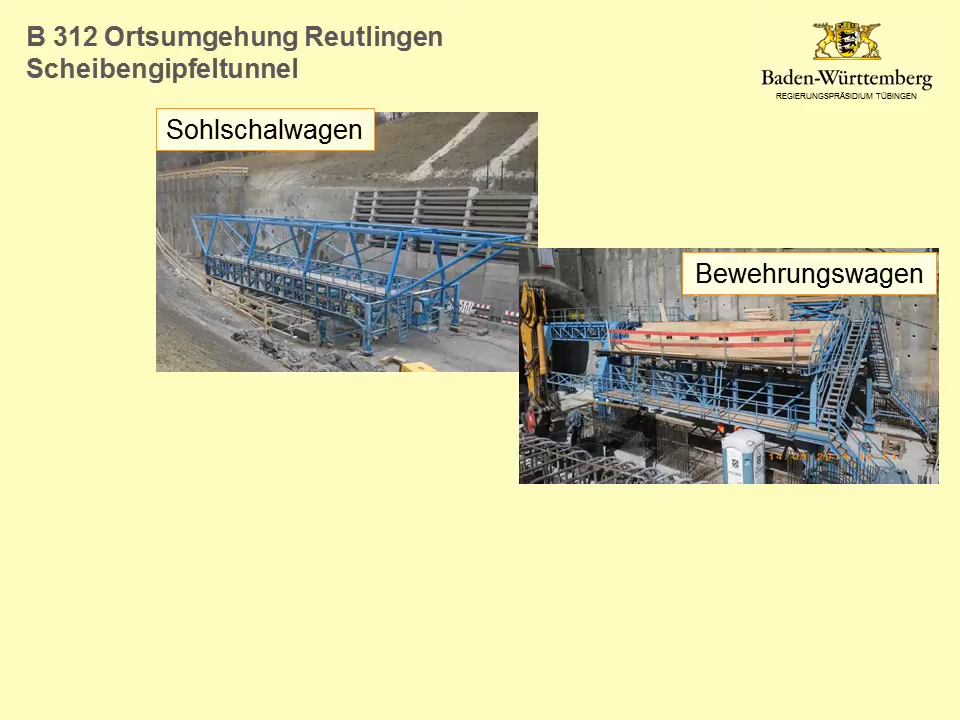 B 312 Ortsumgehung Reutlingen
Scheibengipfeltunnel
Baden-Württemberg
REGIERUNGSPRÄSIDIUM TÜBINGEN
Sohlschalwagen
Bewehrungswagen